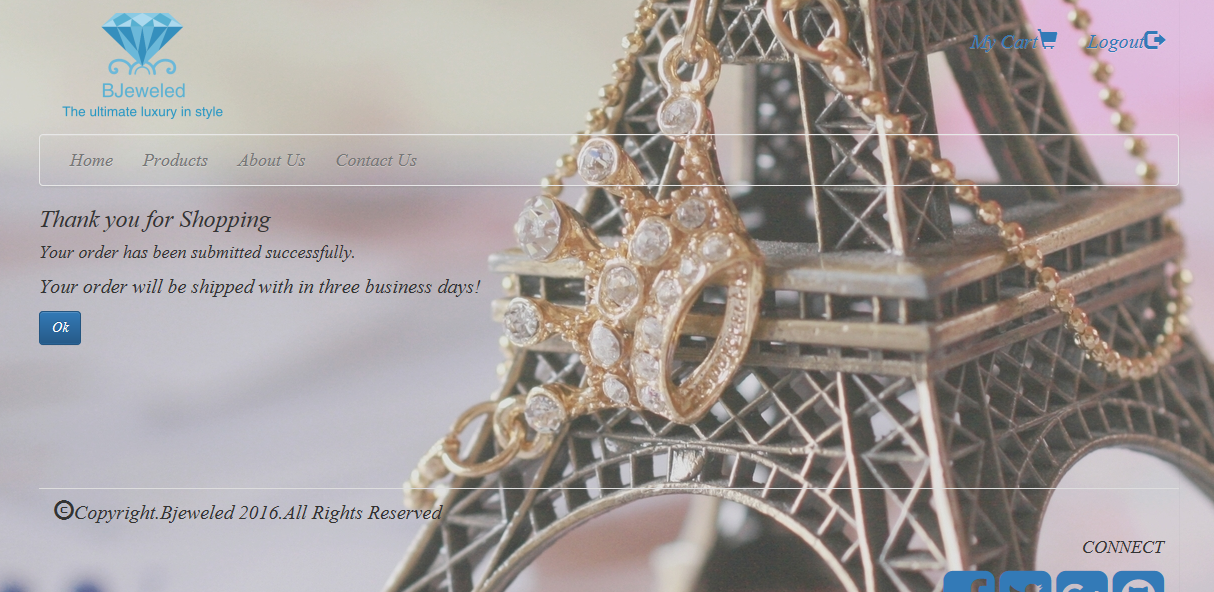 BJeweled
The ultimate luxury in style
My Cart Logout
Home Products About Us Contact Us
Thank you for Shopping
Your order has been submitted successfully.
Your order will be shipped with in three business days!
Ok
©Copyright.Bjeweled 2016.All Rights Reserved
CONNECT